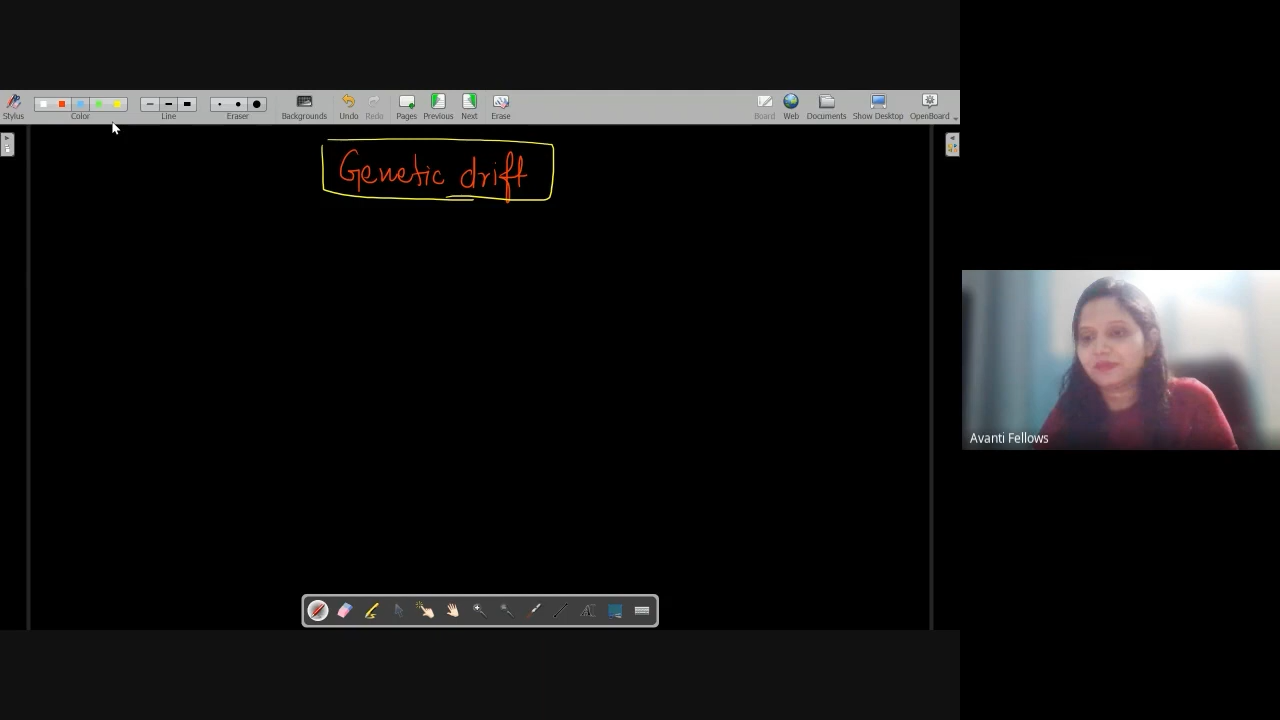 Stylus
Color
Line
Eraser
Backgrounds
Undo
Redo
Pages
Previous
Next
Erase
Board
Web
Documents
Show Desktop
OpenBoard
Genetic drift
Avanti Fellows